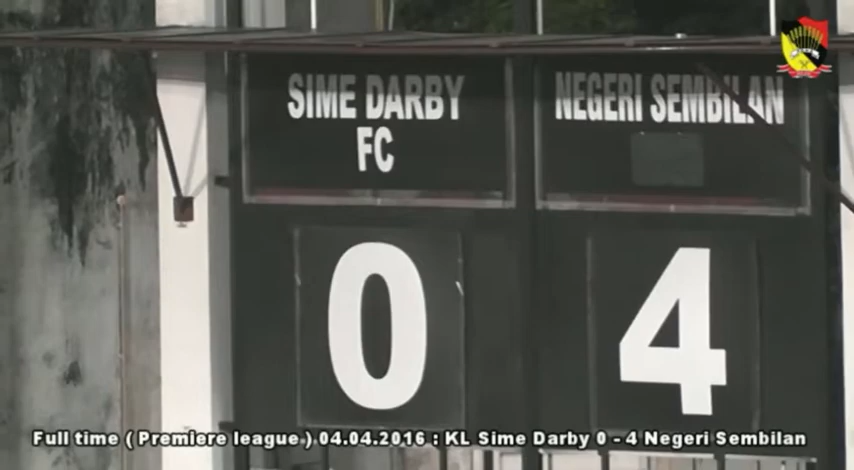 SIME DARBY
FC
NEGERI SEMBILAN
0
4
Full time ( Premiere league ) 04.04.2016 : KL Sime Darby 0 - 4 Negeri Sembilan